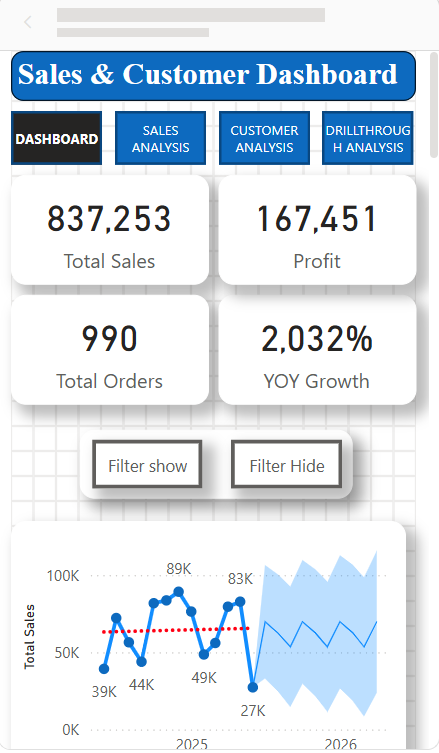 Sales & Customer Dashboard
DASHBOARD
SALES
ANALYSIS
CUSTOMER
ANALYSIS
DRILLTHROUG
H ANALYSIS
837,253
Total Sales
167,451
Profit
990
Total Orders
2,032%
YOY Growth
Filter show
Filter Hide
Total Sales
100K
50K
0K
39K
44K
89K
49K
83K
27K
2025
2026